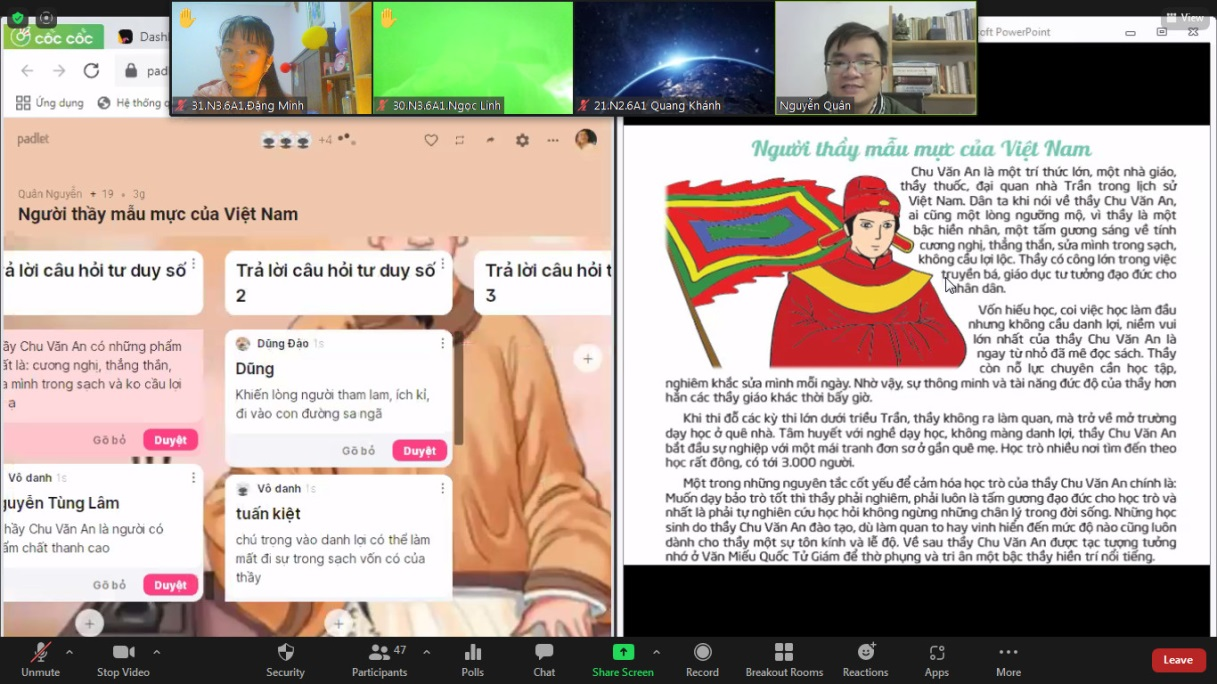 cốc cốc
Dashb
padl
Ứng dụng
Hệ thống
31.N3.6A1.Đặng Minh
30.N3.6A1.Ngọc Linh
21.N2.6A1 Quang Khánh
Nguyễn Quân
soft PowerPoint
View
padlet
+4
Quân Nguyễn + 19 • 3g
Người thầy mẫu mực của Việt Nam
ả lời câu hỏi tư duy số
Trả lời câu hỏi tư duy số
2
Trả lời câu hỏi t
3
ầy Chu Văn An có những phẩm
ất là: cương nghị, thẳng thắn,
a mình trong sạch và ko cầu lợi
ạ
Gỡ bỏ
Duyệt
Vô danh 1s
guyễn Tùng Lâm
hầy Chu Văn An là người có
ẩm chất thanh cao
Gỡ bỏ
Duyệt
Dũng Đào 1s
Dũng
Khiến lòng người tham lam, ích kỉ,
đi vào con đường sa ngã
Gỡ bỏ
Duyệt
Vô danh 1s
tuấn kiệt
chú trọng vào danh lợi có thể làm
mất đi sự trong sạch vốn có của
thầy
Người thầy mẫu mực của Việt Nam
Chu Văn An là một trí thức lớn, một nhà giáo,
thầy thuốc, đại quan nhà Trần trong lịch sử
Việt Nam. Dân ta khi nói về thầy Chu Văn An,
ai cũng một lòng ngưỡng mộ, vì thầy là một
bậc hiền nhân, một tấm gương sáng về tính
cương nghị, thẳng thắn, sửa mình trong sạch,
không cầu lợi lộc. Thầy có công lớn trong việc
truyền bá, giáo dục tư tưởng đạo đức cho
nhân dân.
Vốn hiếu học, coi việc học làm đầu
nhưng không cầu danh lợi, niềm vui
lớn nhất của thầy Chu Văn An là
ngay từ nhỏ đã mê đọc sách. Thầy
còn nỗ lực chuyên cần học tập,
nghiêm khắc sửa mình mỗi ngày. Nhờ vậy, sự thông minh và tài năng đức độ của thầy hơn
hẳn các thầy giáo khác thời bấy giờ.
Khi thi đỗ các kỳ thi lớn dưới triều Trần, thầy không ra làm quan, mà trở về mở trường
dạy học ở quê nhà. Tâm huyết với nghề dạy học, không màng danh lợi, thầy Chu Văn An
bắt đầu sự nghiệp với một mái tranh đơn sơ ở gần quê mẹ. Học trò nhiều nơi tìm đến theo
học rất đông, có tới 3.000 người.
Một trong những nguyên tắc cốt yếu để cảm hóa học trò của thầy Chu Văn An chính là:
Muốn dạy bảo trò tốt thì thầy phải nghiêm, phải luôn là tấm gương đạo đức cho học trò và
nhất là phải tự nghiên cứu học hỏi không ngừng những chân lý trong đời sống. Những học
sinh do thầy Chu Văn An đào tạo, dù làm quan to hay vinh hiển đến mức độ nào cũng luôn
dành cho thầy một sự tôn kính và lễ độ. Về sau thầy Chu Văn An được tạc tượng tưởng
nhớ ở Văn Miếu Quốc Tử Giám để thờ phụng và tri ân một bậc thầy hiền trí nổi tiếng.
Unmute
Stop Video
Security
Participants
47
Polls
Chat
Share Screen
Record
Breakout Rooms
Reactions
Apps
More
Leave